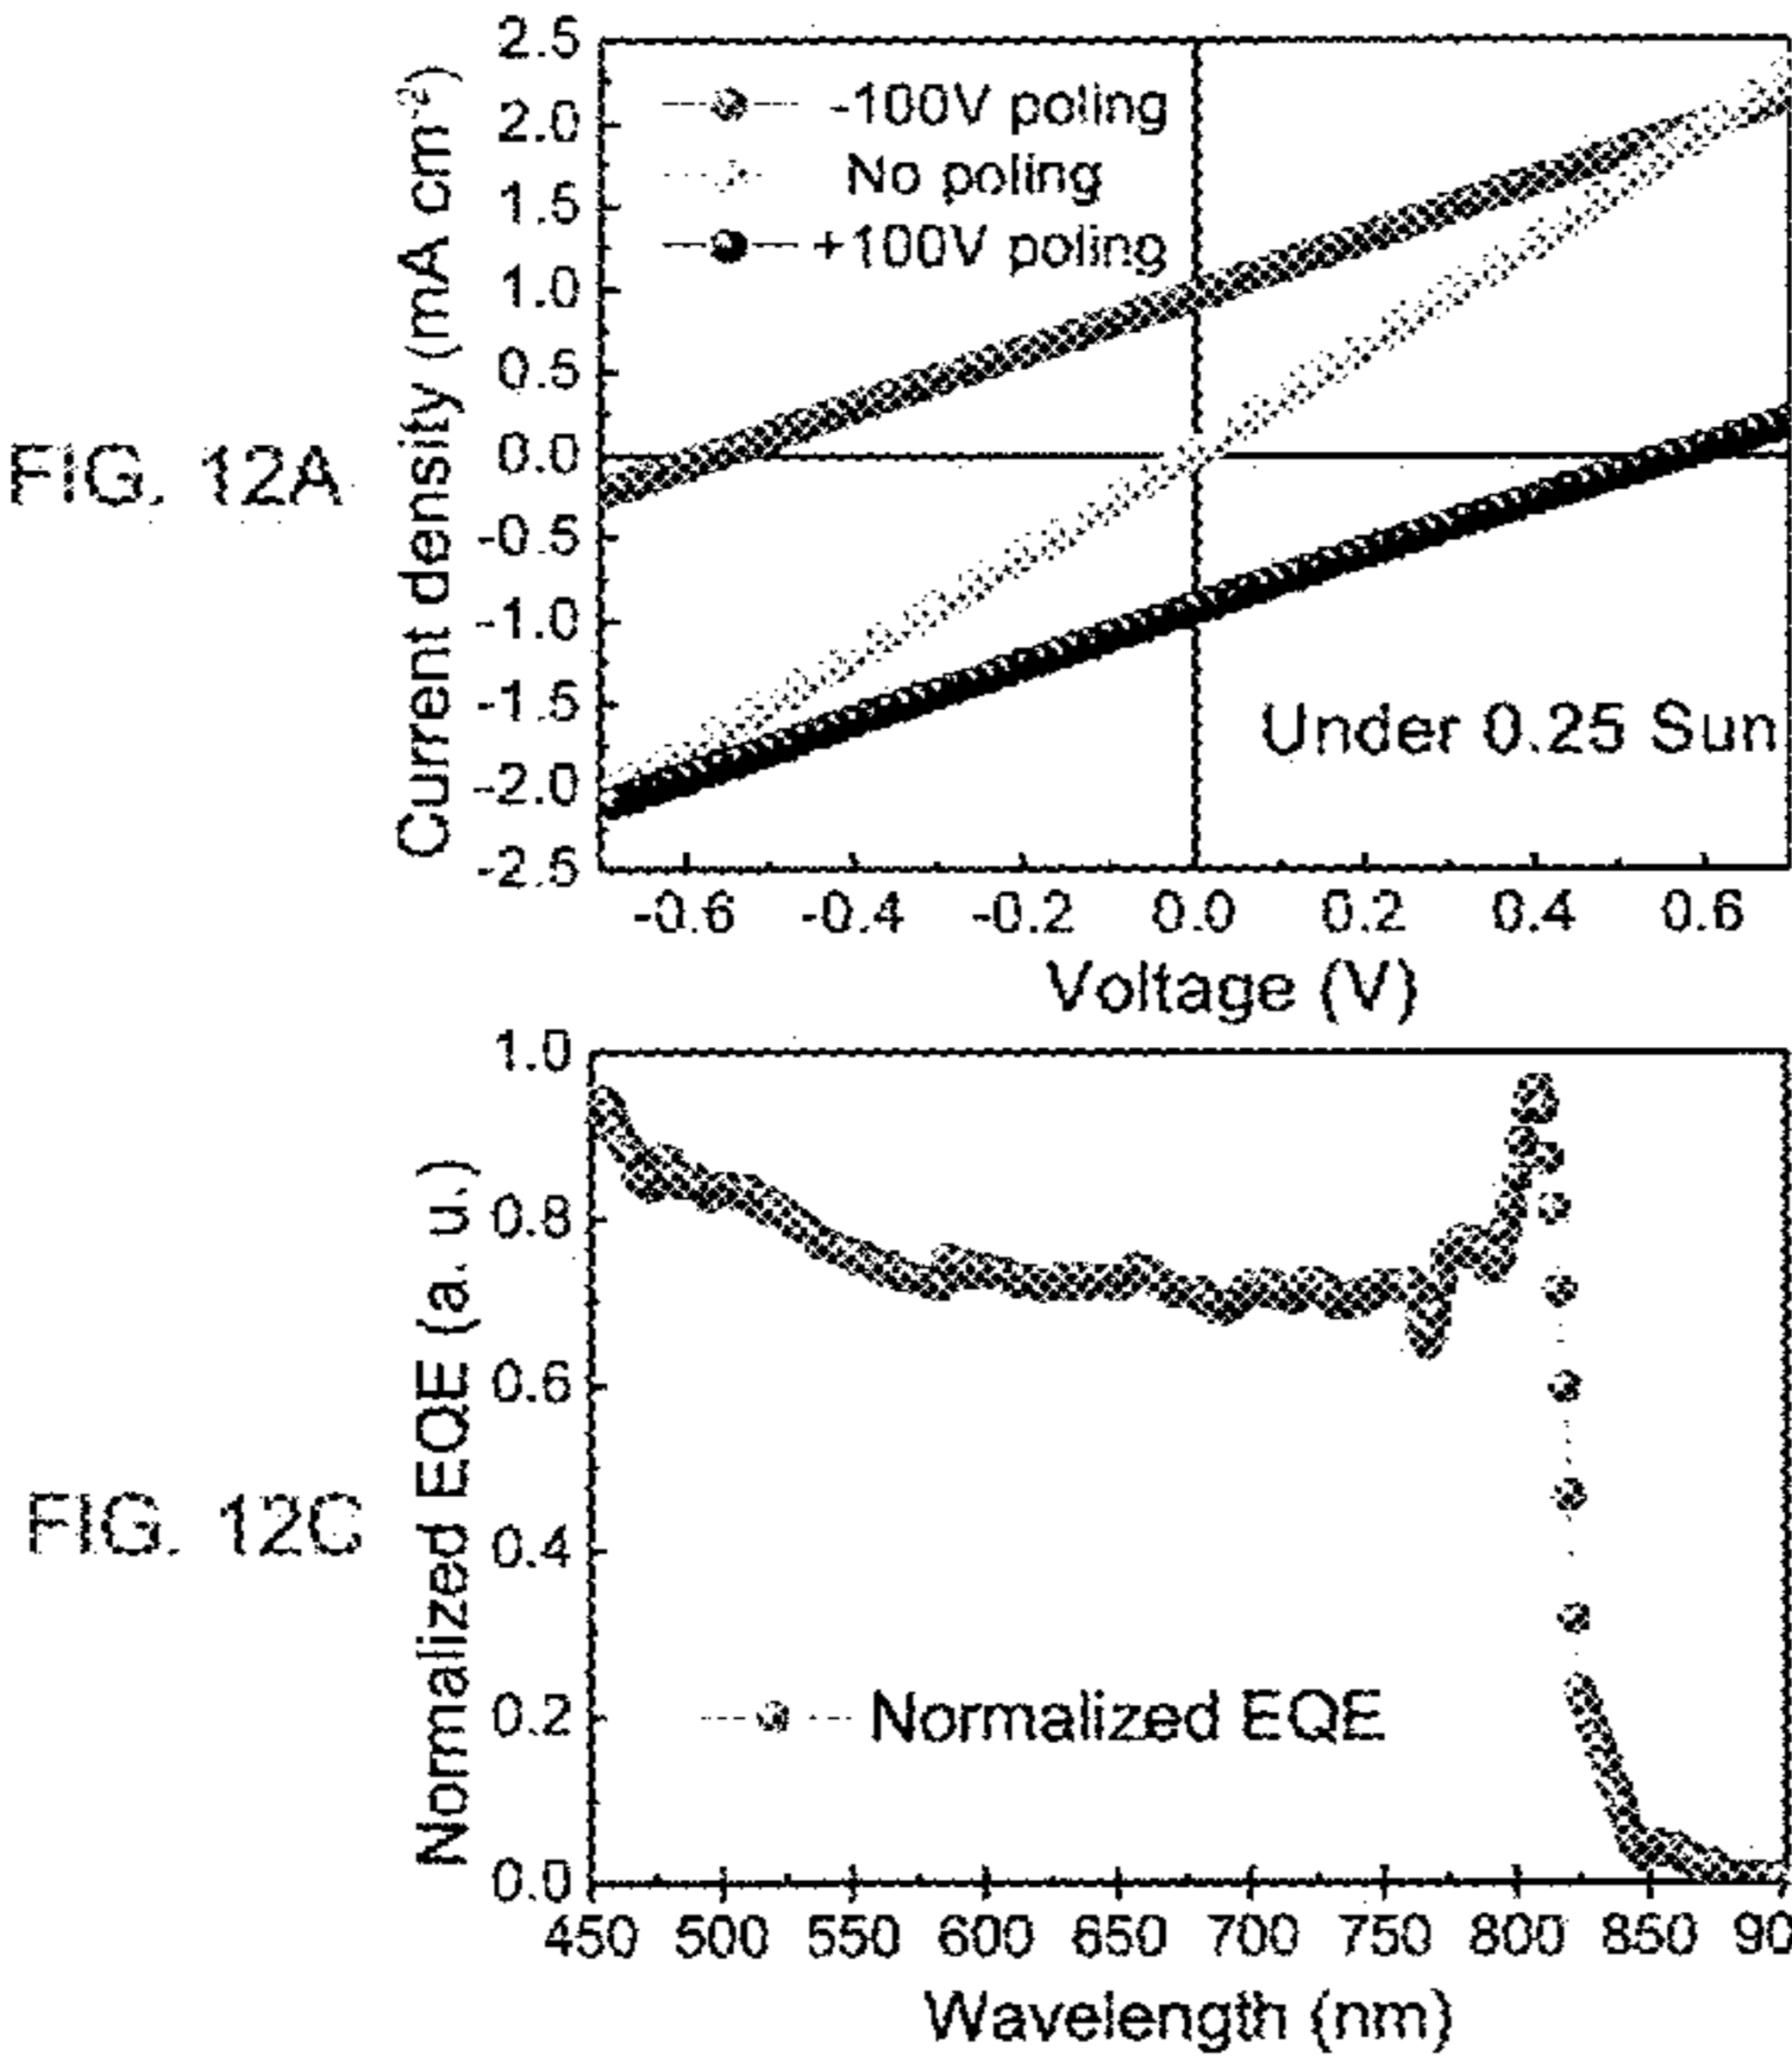 FIG. 12A
Current density (mA cm⁻²)
2.5
2.0
1.5
1.0
0.5
0.0
-0.5
-1.0
-1.5
-2.0
-2.5
-100V poling
No poling
+100V poling
Under 0.25 Sun
-0.6 -0.4 -0.2 0.0 0.2 0.4 0.6
Voltage (V)
FIG. 12C
Normalized EQE (a. u.)
1.0
0.8
0.6
0.4
0.2
0.0
Normalized EQE
450 500 550 600 650 700 750 800 850 90
Wavelength (nm)